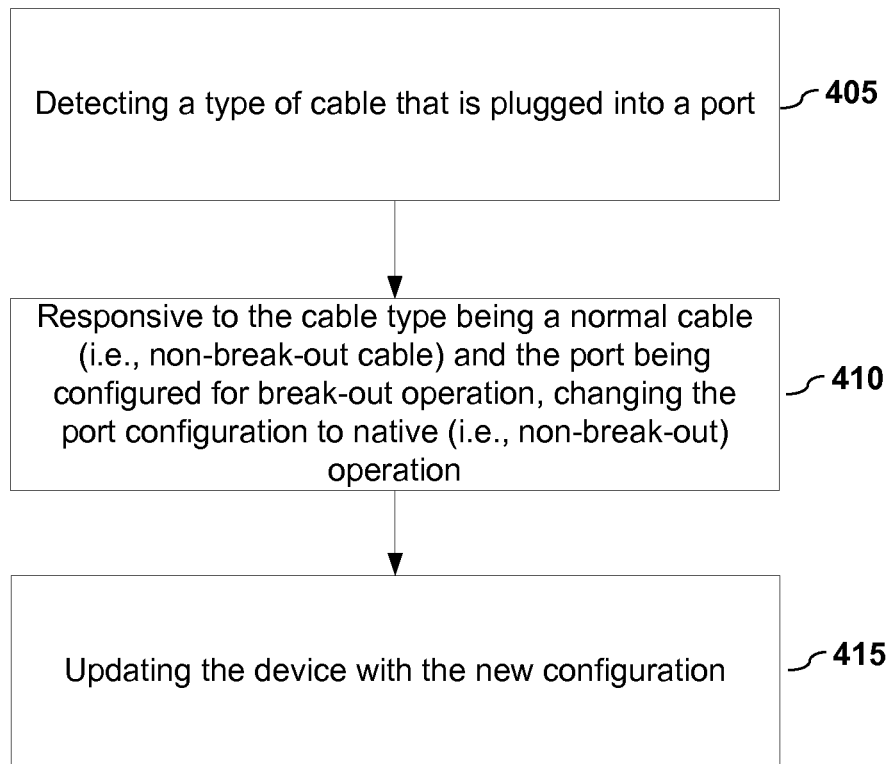 Detecting a type of cable that is plugged into a port
405
Responsive to the cable type being a normal cable
(i.e., non-break-out cable) and the port being
configured for break-out operation, changing the
port configuration to native (i.e., non-break-out)
operation
410
Updating the device with the new configuration
415